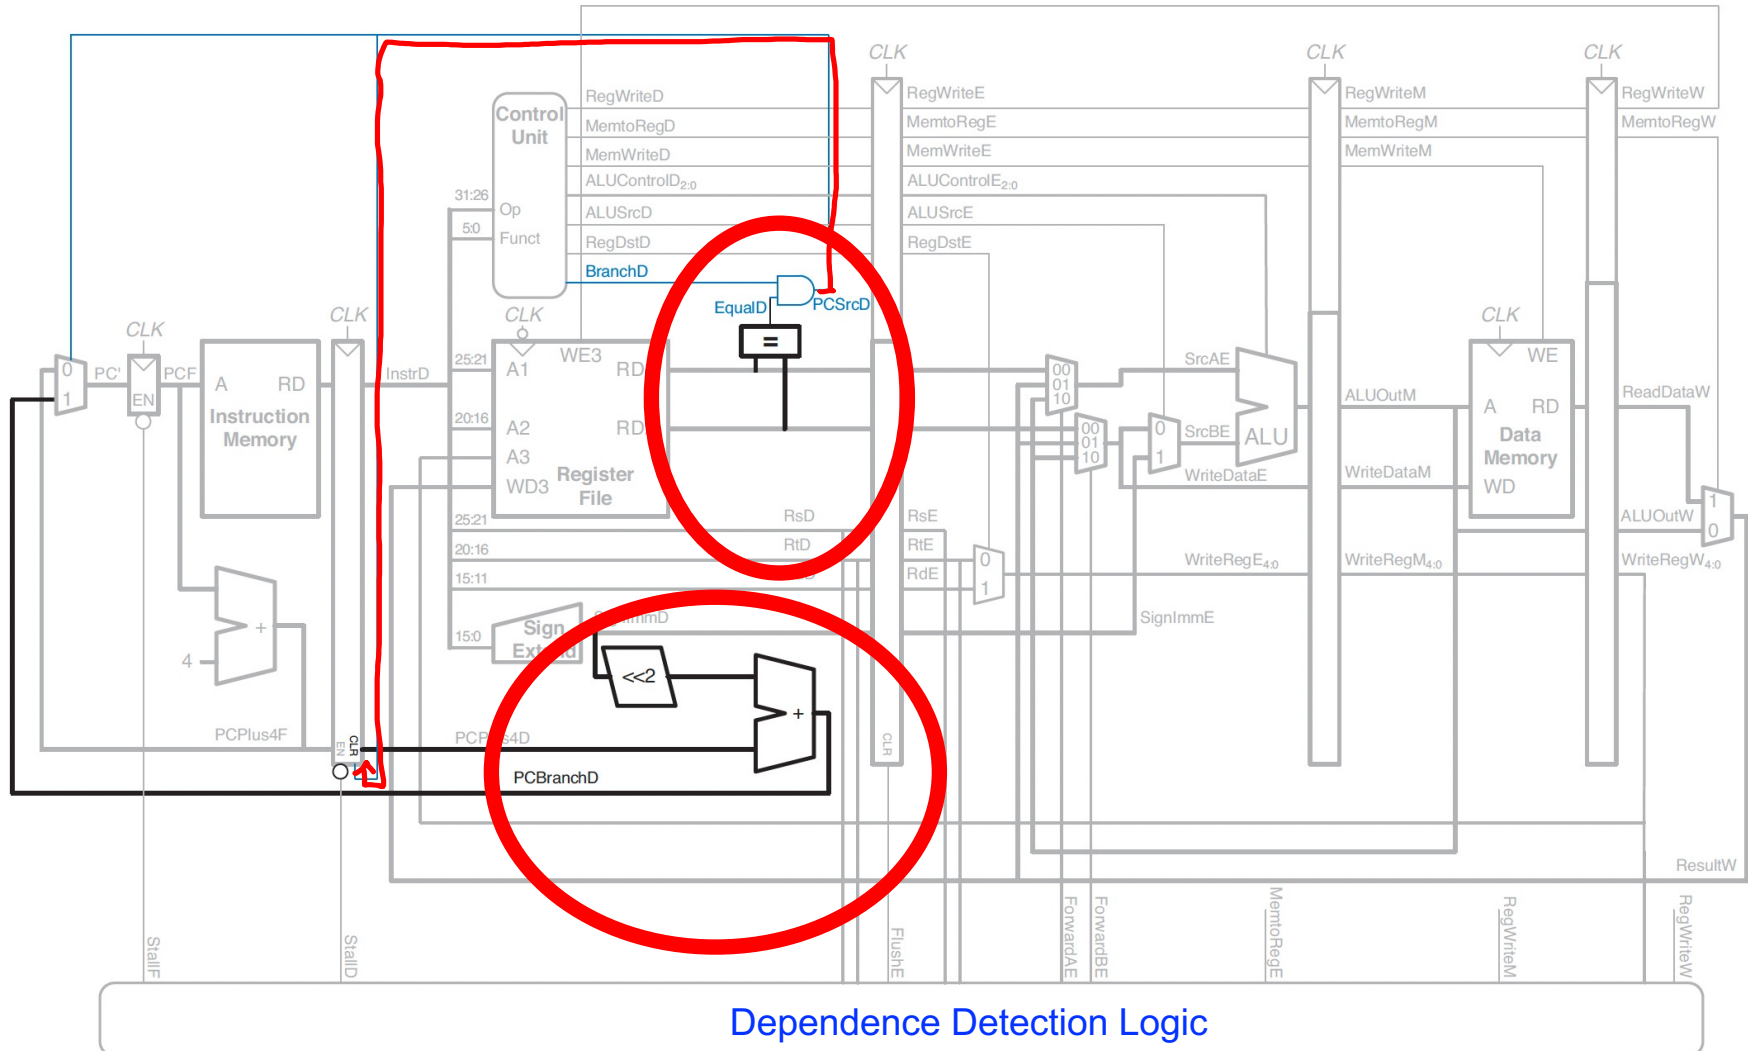 CLK
CLK
CLK
RegWriteD
RegWriteE
RegWriteM
RegWriteW
Control
Unit
MemtoRegD
MemtoRegE
MemtoRegM
MemtoRegW
MemWriteD
MemWriteE
MemWriteM
ALUControlD2:0
ALUControlE2:0
31:26
Op
ALUSrcD
ALUSrcE
5:0
Funct
RegDstD
RegDstE
BranchD
EqualD
PCSrcD
CLK
CLK
CLK
CLK
=
0
1
PC'
EN
PCF
A
RD
Instruction
Memory
InstrD
25:21
A1
WE3
RD
20:16
A2
RD
A3
WD3
Register
File
00
01
10
00
01
10
SrcAE
0
1
SrcBE
ALU
WriteDataE
ALUOutM
WriteDataM
WE
A
RD
Data
Memory
WD
ReadDataW
1
0
ALUOutW
25:21
RsD
RsE
20:16
RtD
RtE
15:11
RdE
0
1
WriteRegE4:0
WriteRegM4:0
WriteRegW4:0
15:0
Sign
SignImmE
<<2
+
4
+
PCPlus4F
EN
CLR
PCBranchD
CLR
ResultW
StallF
StallD
FlushE
ForwardAE
ForwardBE
MemtoRegE
RegWriteM
RegWriteW
Dependence Detection Logic